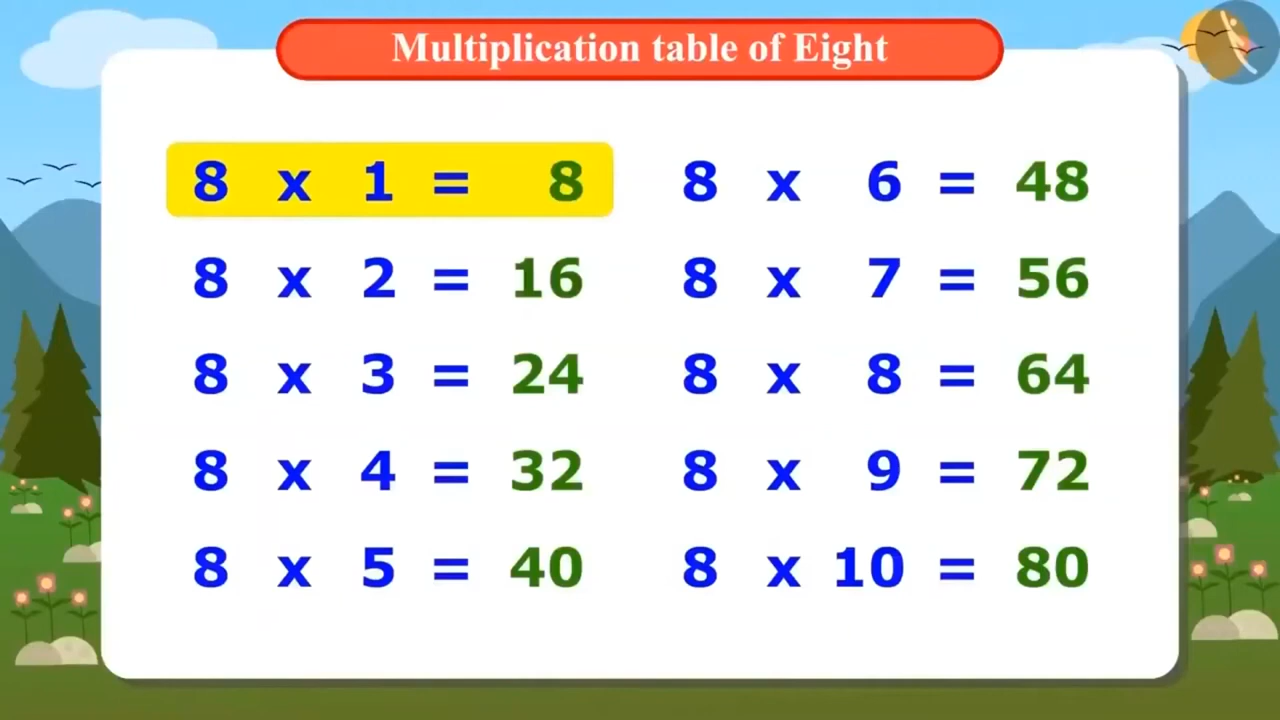 Multiplication table of Eight
8 x 1 = 8
8 x 2 = 16
8 x 3 = 24
8 x 4 = 32
8 x 5 = 40
8 x 6 = 48
8 x 7 = 56
8 x 8 = 64
8 x 9 = 72
8 x 10 = 80